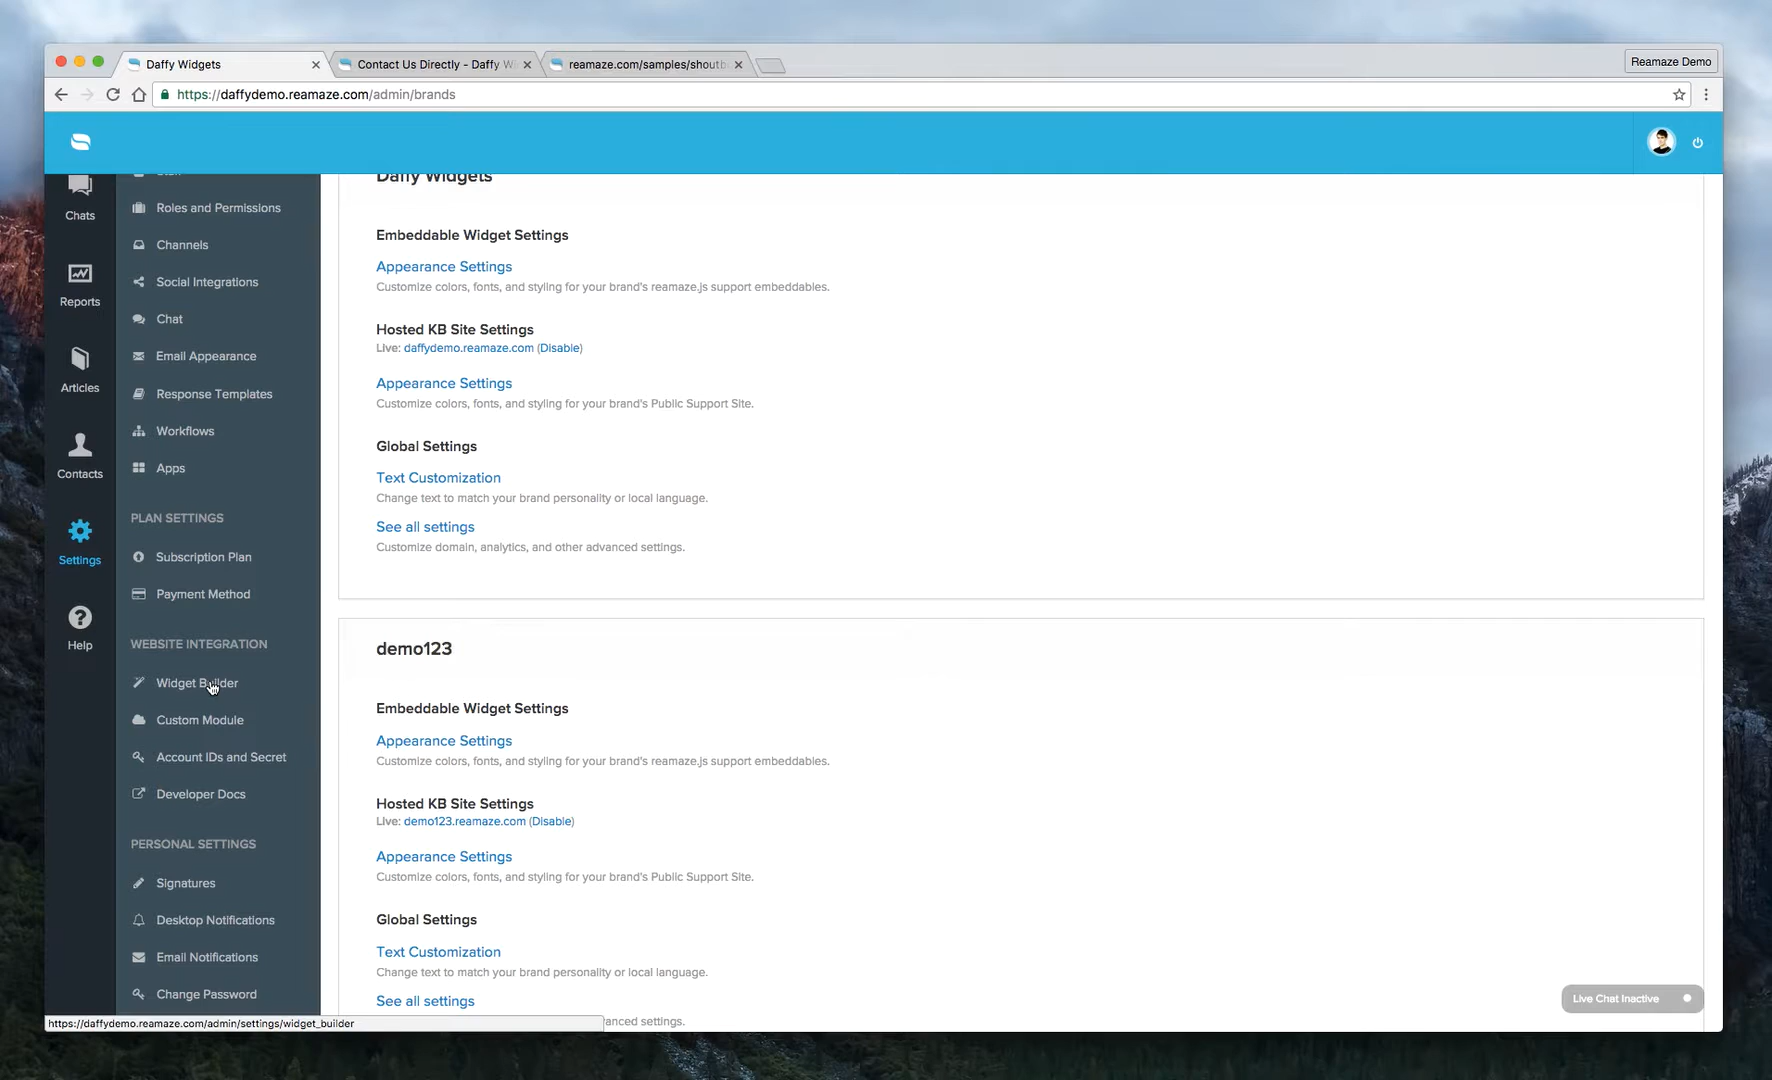 Daffy Widgets
Contact Us Directly - Daffy Wi
reamaze.com/samples/shoutb
Reamaze Demo
https://daffydemo.reamaze.com/admin/brands
Chats
Reports
Articles
Contacts
Settings
Help
Staff
Roles and Permissions
Channels
Social Integrations
Chat
Email Appearance
Response Templates
Workflows
Apps
PLAN SETTINGS
Subscription Plan
Payment Method
WEBSITE INTEGRATION
Widget Builder
Custom Module
Account IDs and Secret
Developer Docs
PERSONAL SETTINGS
Signatures
Desktop Notifications
Email Notifications
Change Password
Daffy Widgets
Embeddable Widget Settings
Appearance Settings
Customize colors, fonts, and styling for your brand's reamaze.js support embeddables.
Hosted KB Site Settings
Live: daffydemo.reamaze.com (Disable)
Appearance Settings
Customize colors, fonts, and styling for your brand's Public Support Site.
Global Settings
Text Customization
Change text to match your brand personality or local language.
See all settings
Customize domain, analytics, and other advanced settings.
demo123
Embeddable Widget Settings
Appearance Settings
Customize colors, fonts, and styling for your brand's reamaze.js support embeddables.
Hosted KB Site Settings
Live: demo123.reamaze.com (Disable)
Appearance Settings
Customize colors, fonts, and styling for your brand's Public Support Site.
Global Settings
Text Customization
Change text to match your brand personality or local language.
See all settings
vanced settings.
Live Chat Inactive
https://daffydemo.reamaze.com/admin/settings/widget_builder